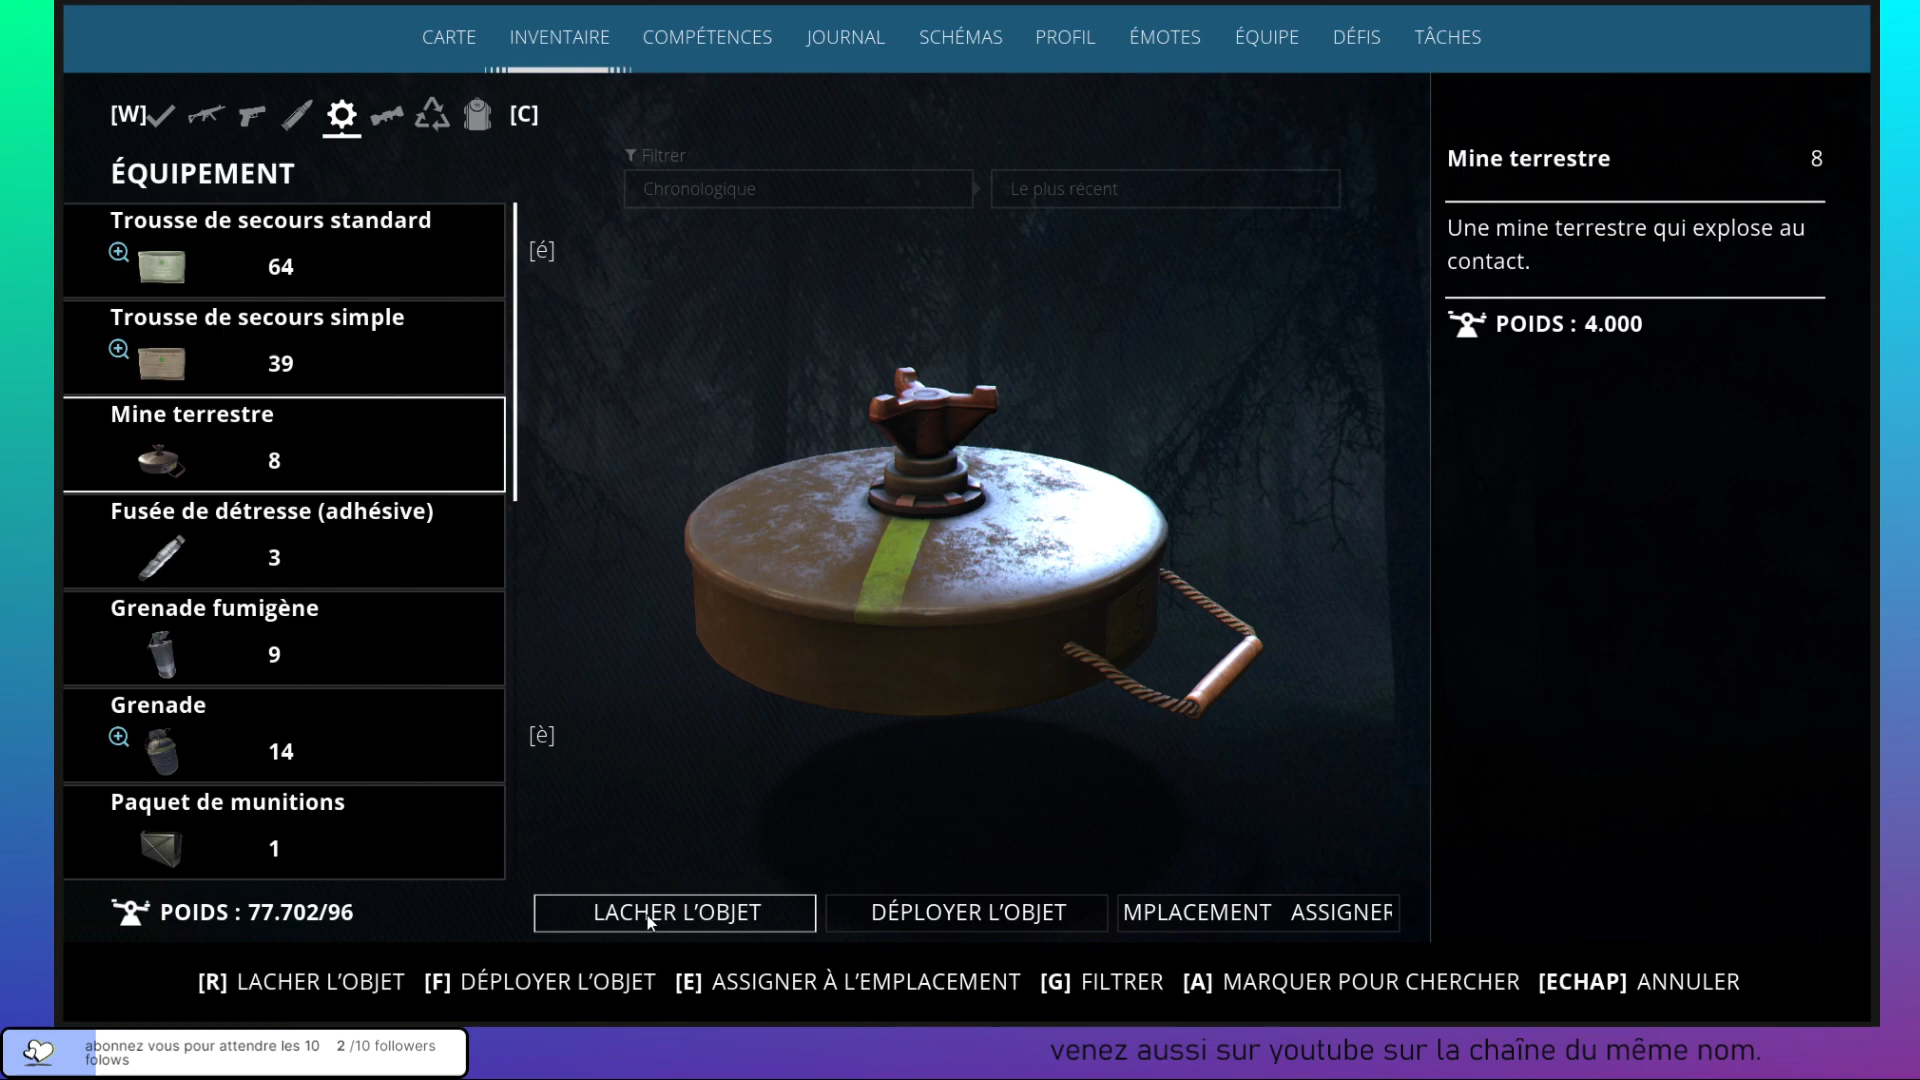 CARTE INVENTAIRE COMPÉTENCES JOURNAL SCHÉMAS PROFIL ÉMOTES ÉQUIPE DÉFIS TÂCHES
[W] [C]
ÉQUIPEMENT
Filtrer
Chronologique Le plus récent
Trousse de secours standard
64
Trousse de secours simple
39
Mine terrestre
8
Fusée de détresse (adhésive)
3
Grenade fumigène
9
Grenade
14
Paquet de munitions
1
POIDS : 77.702/96
[é]
[è]
Mine terrestre 8
Une mine terrestre qui explose au
contact.
POIDS : 4.000
LACHER L'OBJET DÉPLOYER L'OBJET MPLACEMENT ASSIGNER
[R] LACHER L'OBJET [F] DÉPLOYER L'OBJET [E] ASSIGNER À L'EMPLACEMENT [G] FILTRER [A] MARQUER POUR CHERCHER [ECHAP] ANNULER
abonnez vous pour attendre les 10 2 /10 followers
folows
venez aussi sur youtube sur la chaîne du même nom.